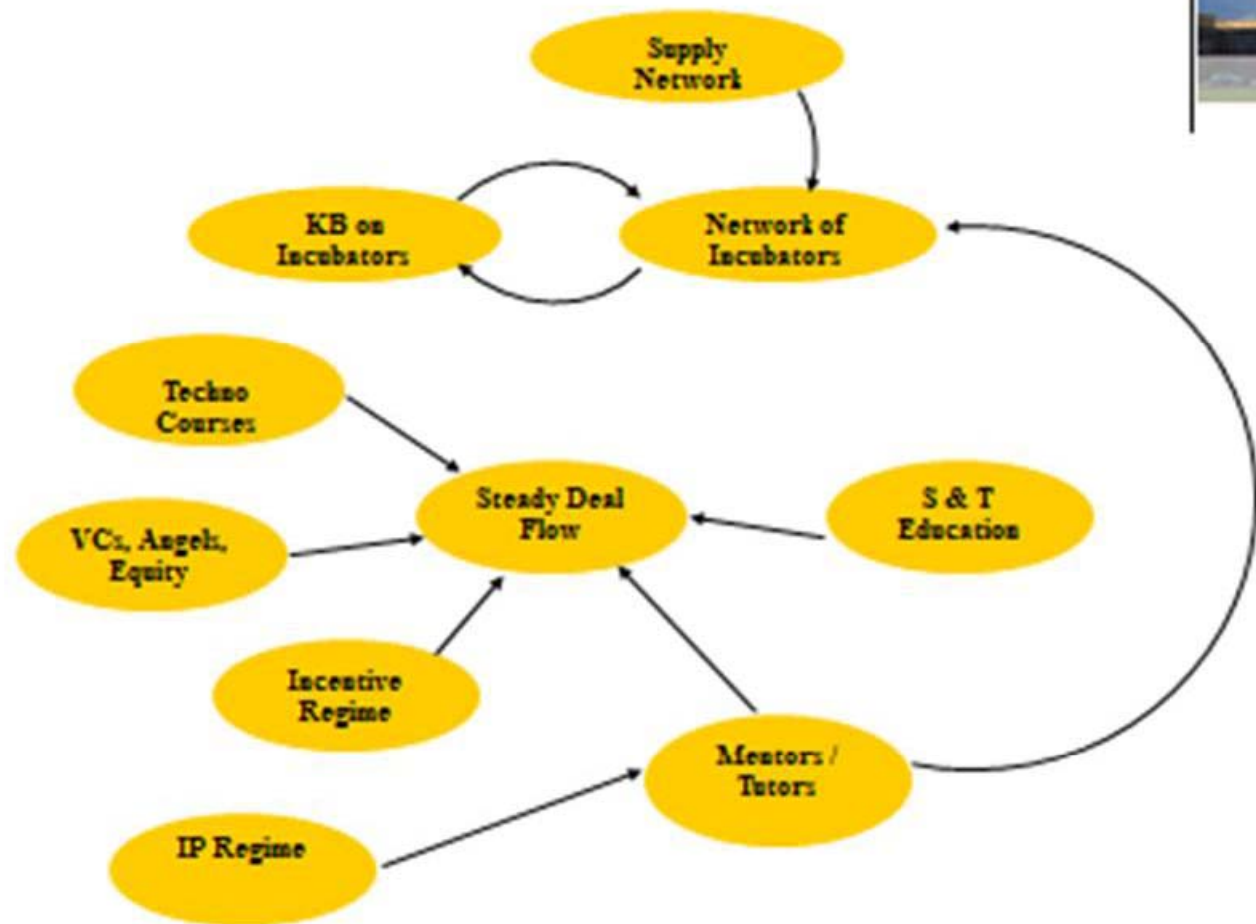 Supply
Network
KB on
Incubators
Network of
Incubators
Techno
Courses
Steady Deal
Flow
S & T
Education
VCs, Angels,
Equity
Incentive
Regime
Mentors /
Tutors
IP Regime